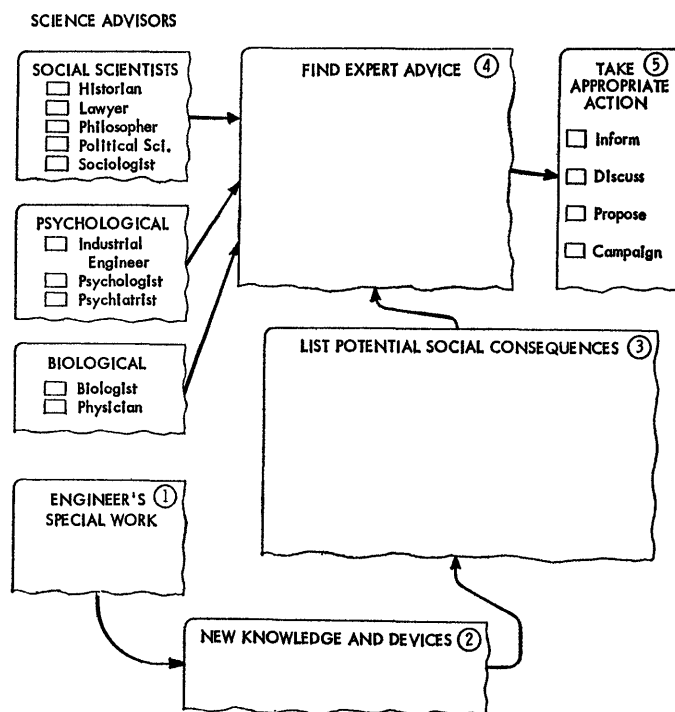 SCIENCE ADVISORS
SOCIAL SCIENTISTS
Historian
Lawyer
Philosopher
Political Sci.
Sociologist
PSYCHOLOGICAL
Industrial
Engineer
Psychologist
Psychiatrist
BIOLOGICAL
Biologist
Physician
ENGINEER'S 1
SPECIAL WORK
NEW KNOWLEDGE AND DEVICES 2
LIST POTENTIAL SOCIAL CONSEQUENCES 3
FIND EXPERT ADVICE 4
TAKE 5
APPROPRIATE
ACTION
Inform
Discuss
Propose
Campaign